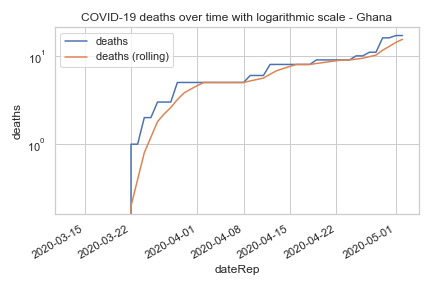 COVID-19 deaths over time with logarithmic scale - Ghana
deaths
deaths (rolling)
10¹
10⁰
deaths
2020-03-15
2020-03-22
2020-04-01
2020-04-08
2020-04-15
2020-04-22
2020-05-01
dateRep